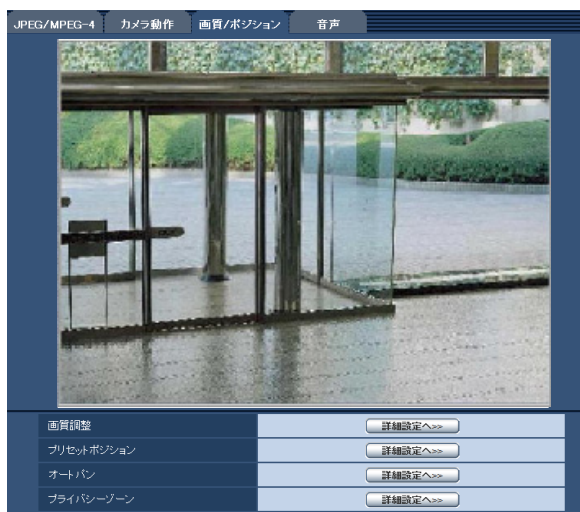 JPEG/MPEG-4 カメラ動作 画質/ポジション 音声
画質調整 詳細設定へ>>
プリセットポジション 詳細設定へ>>
オートパン 詳細設定へ>>
プライバシーゾーン 詳細設定へ>>